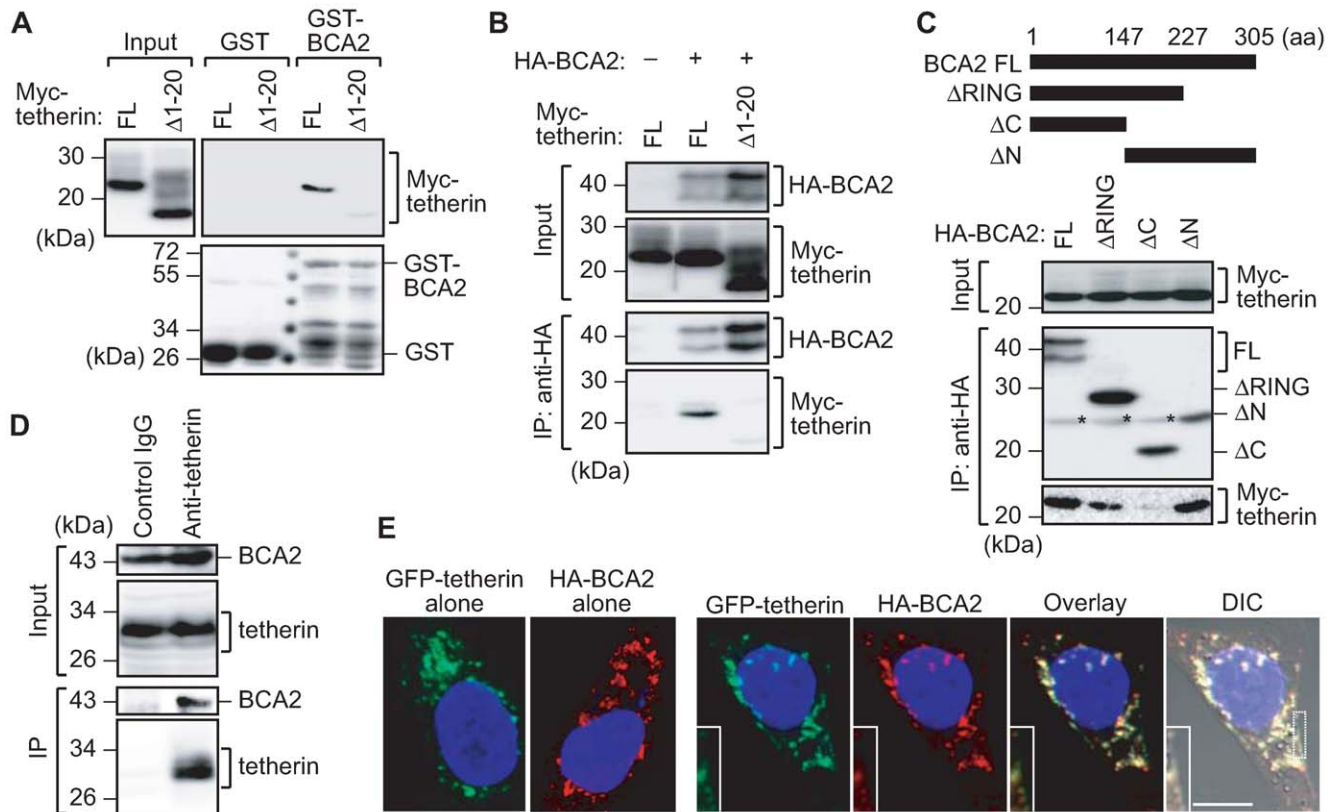 A
Input
GST
GST-
BCA2
Myc-
tetherin:
FL
Δ1-20
FL
Δ1-20
FL
Δ1-20
30
20
(kDa)
Myc-
tetherin
72
55
34
26
(kDa)
GST-
BCA2
GST
B
HA-BCA2: – + +
Myc-
tetherin:
FL
FL
Δ1-20
Input
40
HA-BCA2
30
20
Myc-
tetherin
IP: anti-HA
40
HA-BCA2
30
20
Myc-
tetherin
(kDa)
C
1 147 227 305 (aa)
BCA2 FL
ΔRING
ΔC
ΔN
HA-BCA2:
FL
ΔRING
ΔC
ΔN
Input
20
Myc-
tetherin
IP: anti-HA
40
30
20
FL
ΔRING
ΔN
ΔC
* * *
20
Myc-
tetherin
(kDa)
D
Control IgG
Anti-tetherin
(kDa)
Input
43
BCA2
34
26
tetherin
IP
43
BCA2
34
26
tetherin
E
GFP-tetherin
alone
HA-BCA2
alone
GFP-tetherin
HA-BCA2
Overlay
DIC